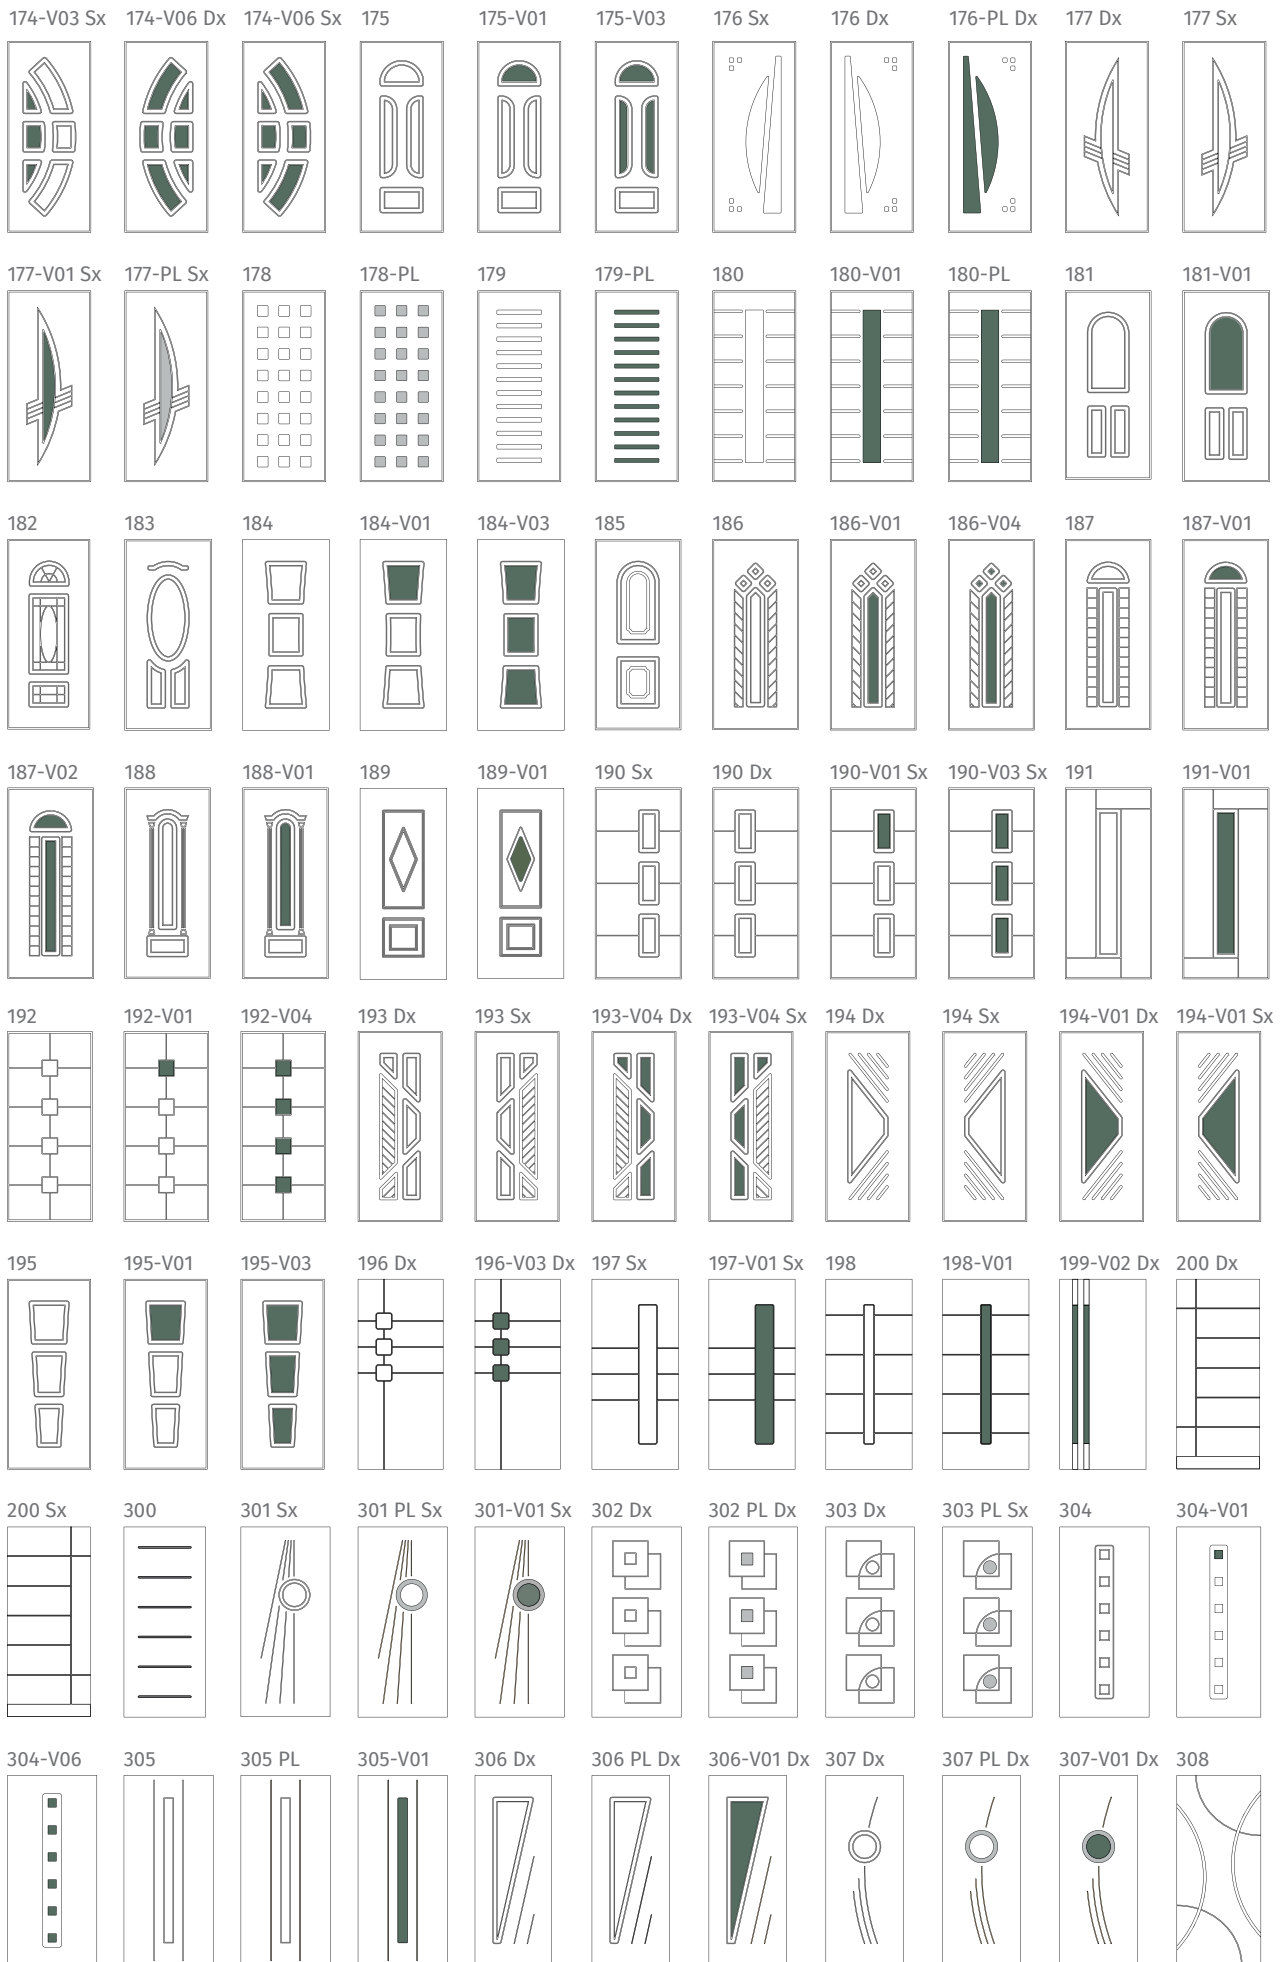 174-V03 Sx 174-V06 Dx 174-V06 Sx 175 175-V01 175-V03 176 Sx 176 Dx 176-PL Dx 177 Dx 177 Sx
177-V01 Sx 177-PL Sx 178 178-PL 179 179-PL 180 180-V01 180-PL 181 181-V01
182 183 184 184-V01 184-V03 185 186 186-V01 186-V04 187 187-V01
187-V02 188 188-V01 189 189-V01 190 Sx 190 Dx 190-V01 Sx 190-V03 Sx 191 191-V01
192 192-V01 192-V04 193 Dx 193 Sx 193-V04 Dx 193-V04 Sx 194 Dx 194 Sx 194-V01 Dx 194-V01 Sx
195 195-V01 195-V03 196 Dx 196-V03 Dx 197 Sx 197-V01 Sx 198 198-V01 199-V02 Dx 200 Dx
200 Sx 300 301 Sx 301 PL Sx 301-V01 Sx 302 Dx 302 PL Dx 303 Dx 303 PL Sx 304 304-V01
304-V06 305 305 PL 305-V01 306 Dx 306 PL Dx 306-V01 Dx 307 Dx 307 PL Dx 307-V01 Dx 308